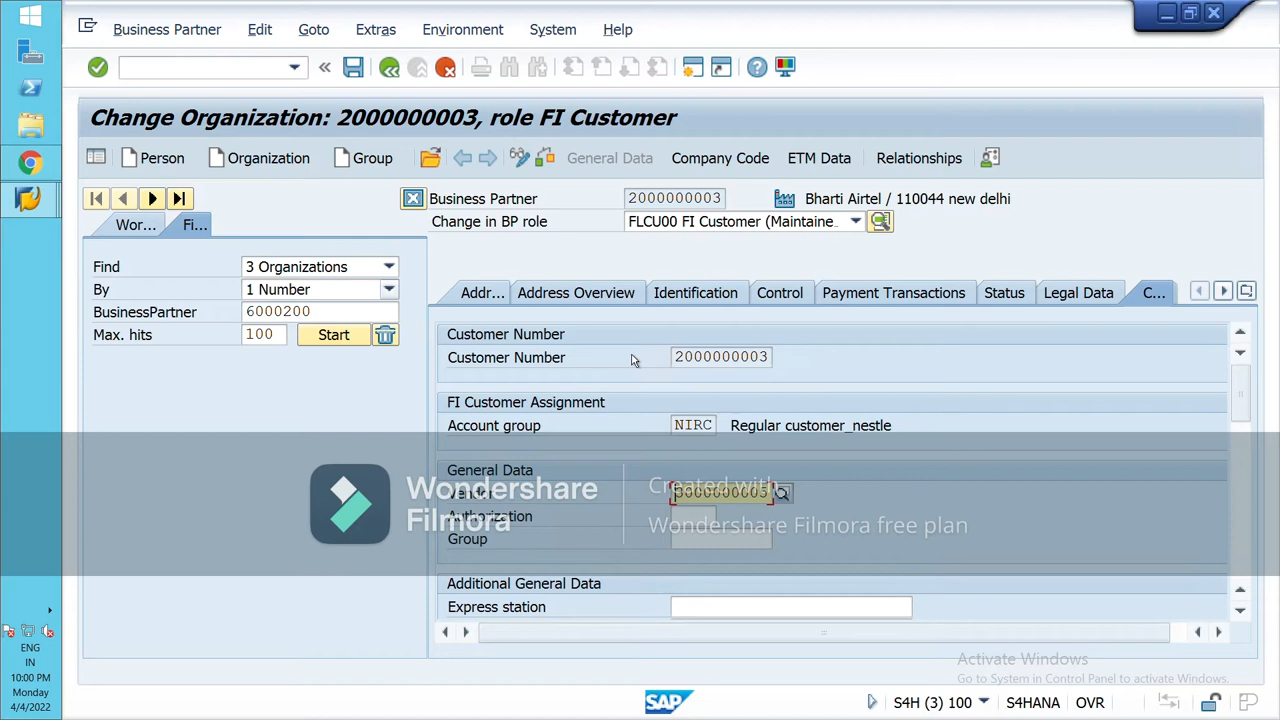 Business Partner Edit Goto Extras Environment System Help
Change Organization: 2000000003, role FI Customer
Person Organization Group General Data Company Code ETM Data Relationships
Business Partner 2000000003 Bharti Airtel / 110044 new delhi
Wor... Fi...
Change in BP role FLCU00 FI Customer (Maintaine
Find 3 Organizations
By 1 Number
BusinessPartner 6000200
Max. hits 100 Start
Addr... Address Overview Identification Control Payment Transactions Status Legal Data C...
Customer Number
Customer Number 2000000003
FI Customer Assignment
Account group NIRC Regular customer_nestle
General Data
Vendor
Authorization
Group
Wondershare
Filmora
Created with
Wondershare Filmora free plan
Additional General Data
Express station
ENG
IN
10:00 PM
Monday
4/4/2022
Activate Windows
Go to System in Control Panel to activate Windows.
SAP
S4H (3) 100 S4HANA OVR